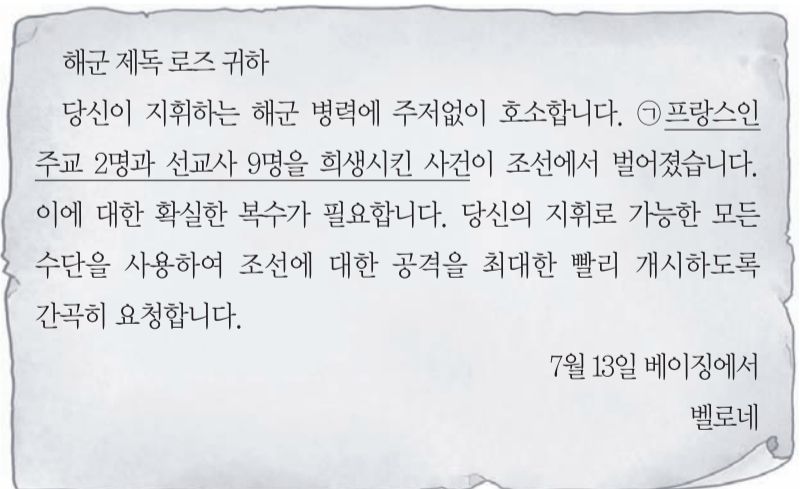 해군 제독 로즈 귀하
당신이 지휘하는 해군 병력에 주저없이 호소합니다. ㉠프랑스인
주교 2명과 선교사 9명을 희생시킨 사건이 조선에서 벌어졌습니다.
이에 대한 확실한 복수가 필요합니다. 당신의 지휘로 가능한 모든
수단을 사용하여 조선에 대한 공격을 최대한 빨리 개시하도록
간곡히 요청합니다.
7월 13일 베이징에서
벨로네